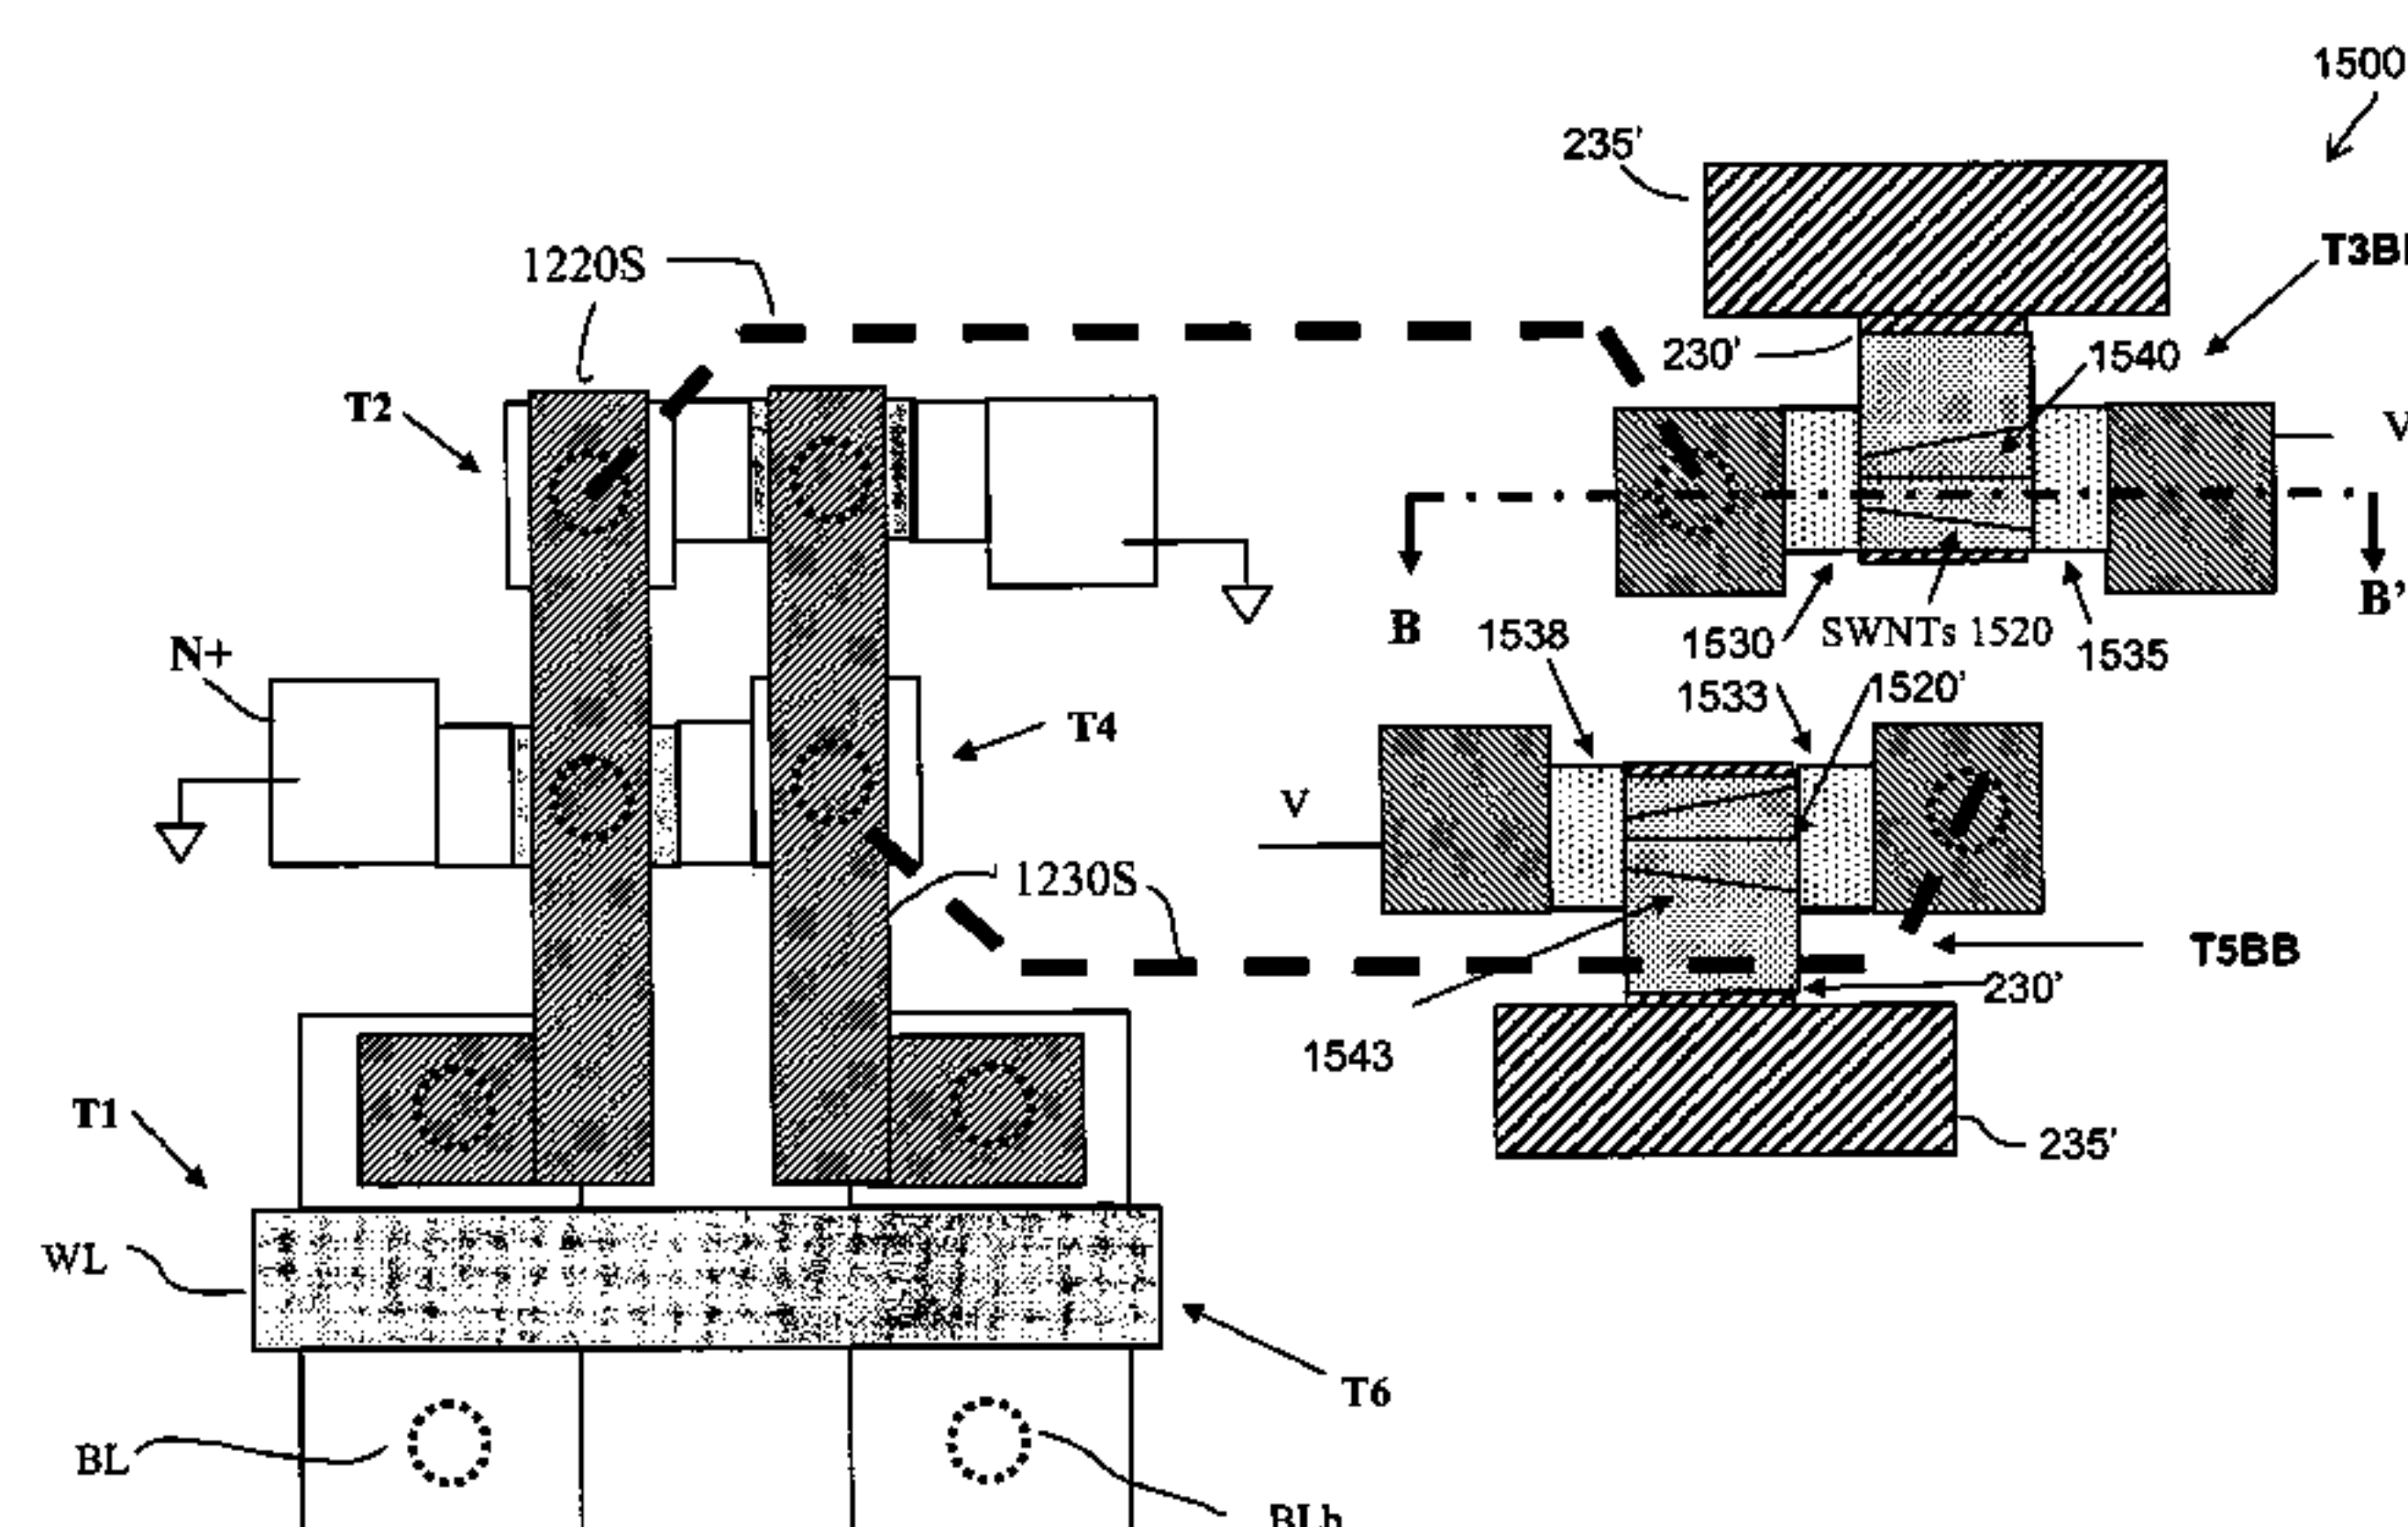 1500
235'
T3B
1220S
230'
1540
T2
V
B
B'
1538
1530
SWNTs 1520
1535
N+
1533
1520'
T4
V
1230S
T5BB
230'
1543
T1
235'
WL
T6
BL
BLb